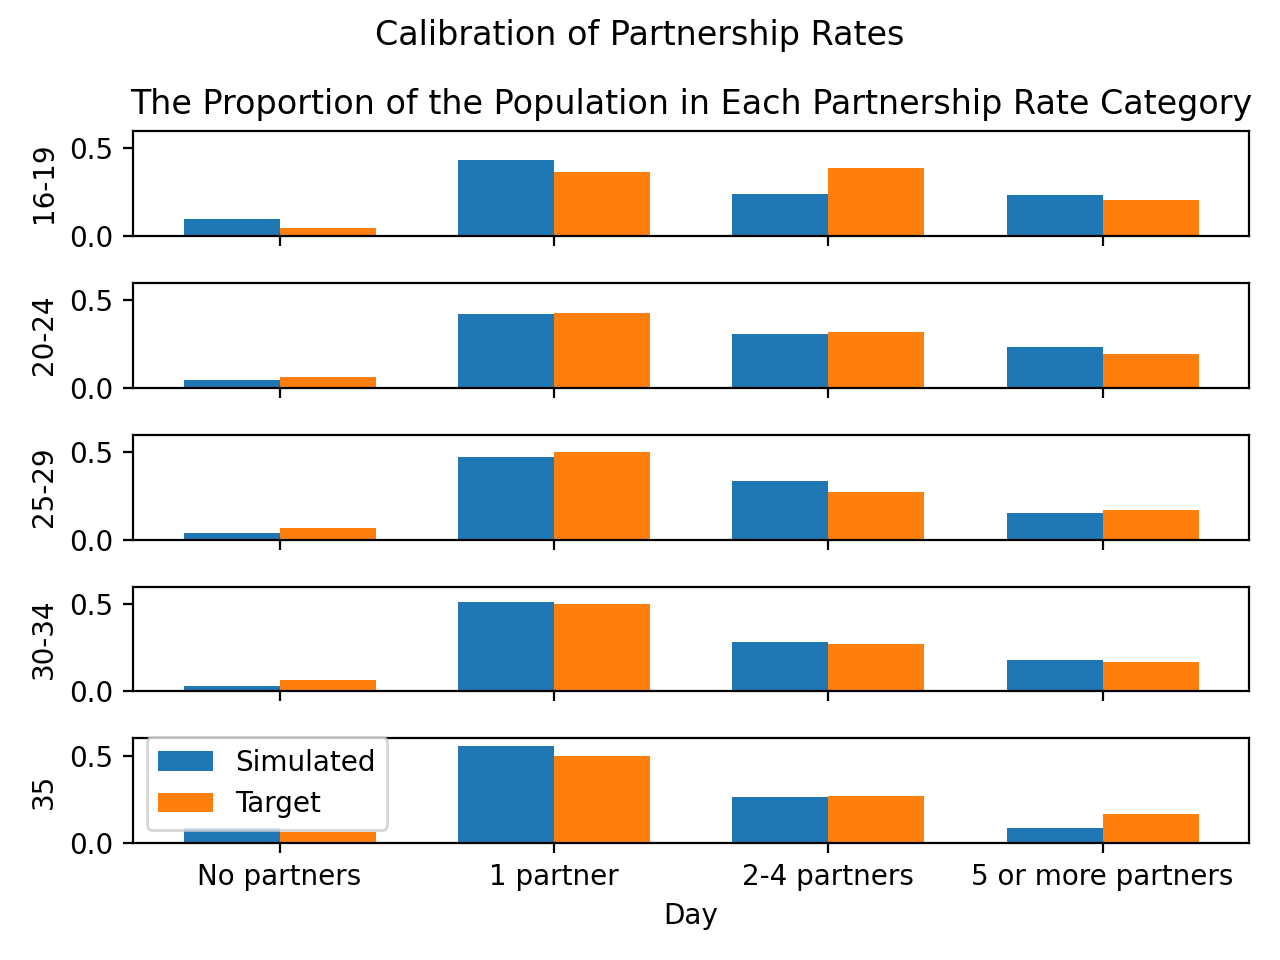 Calibration of Partnership Rates
The Proportion of the Population in Each Partnership Rate Category
0.5
0.0
16-19
0.5
0.0
20-24
0.5
0.0
25-29
0.5
0.0
30-34
0.5
0.0
35
Simulated
Target
No partners
1 partner
2-4 partners
5 or more partners
Day